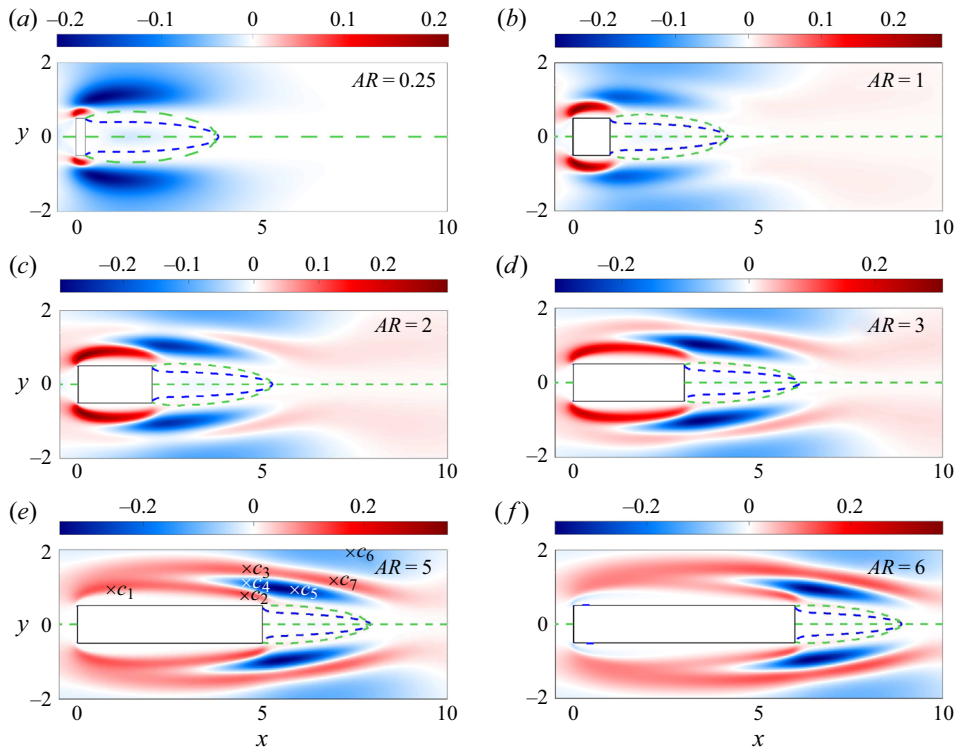 (a) −0.2 −0.1 0 0.1 0.2
(b) −0.2 −0.1 0 0.1 0.2
2
AR = 0.25
y 0
−2
0 5 10
2
AR = 1
0
−2
0 5 10
(c) −0.2 −0.1 0 0.1 0.2
(d) −0.2 0 0.2
2
AR = 2
y 0
−2
0 5 10
2
AR = 3
0
−2
0 5 10
(e) −0.2 0 0.2
(f) −0.2 0 0.2
2
×c6
AR = 5
×c3
×c7
×c4
×c1
×c5
×c2
y 0
−2
0 5 10
x
2
AR = 6
0
−2
0 5 10
x